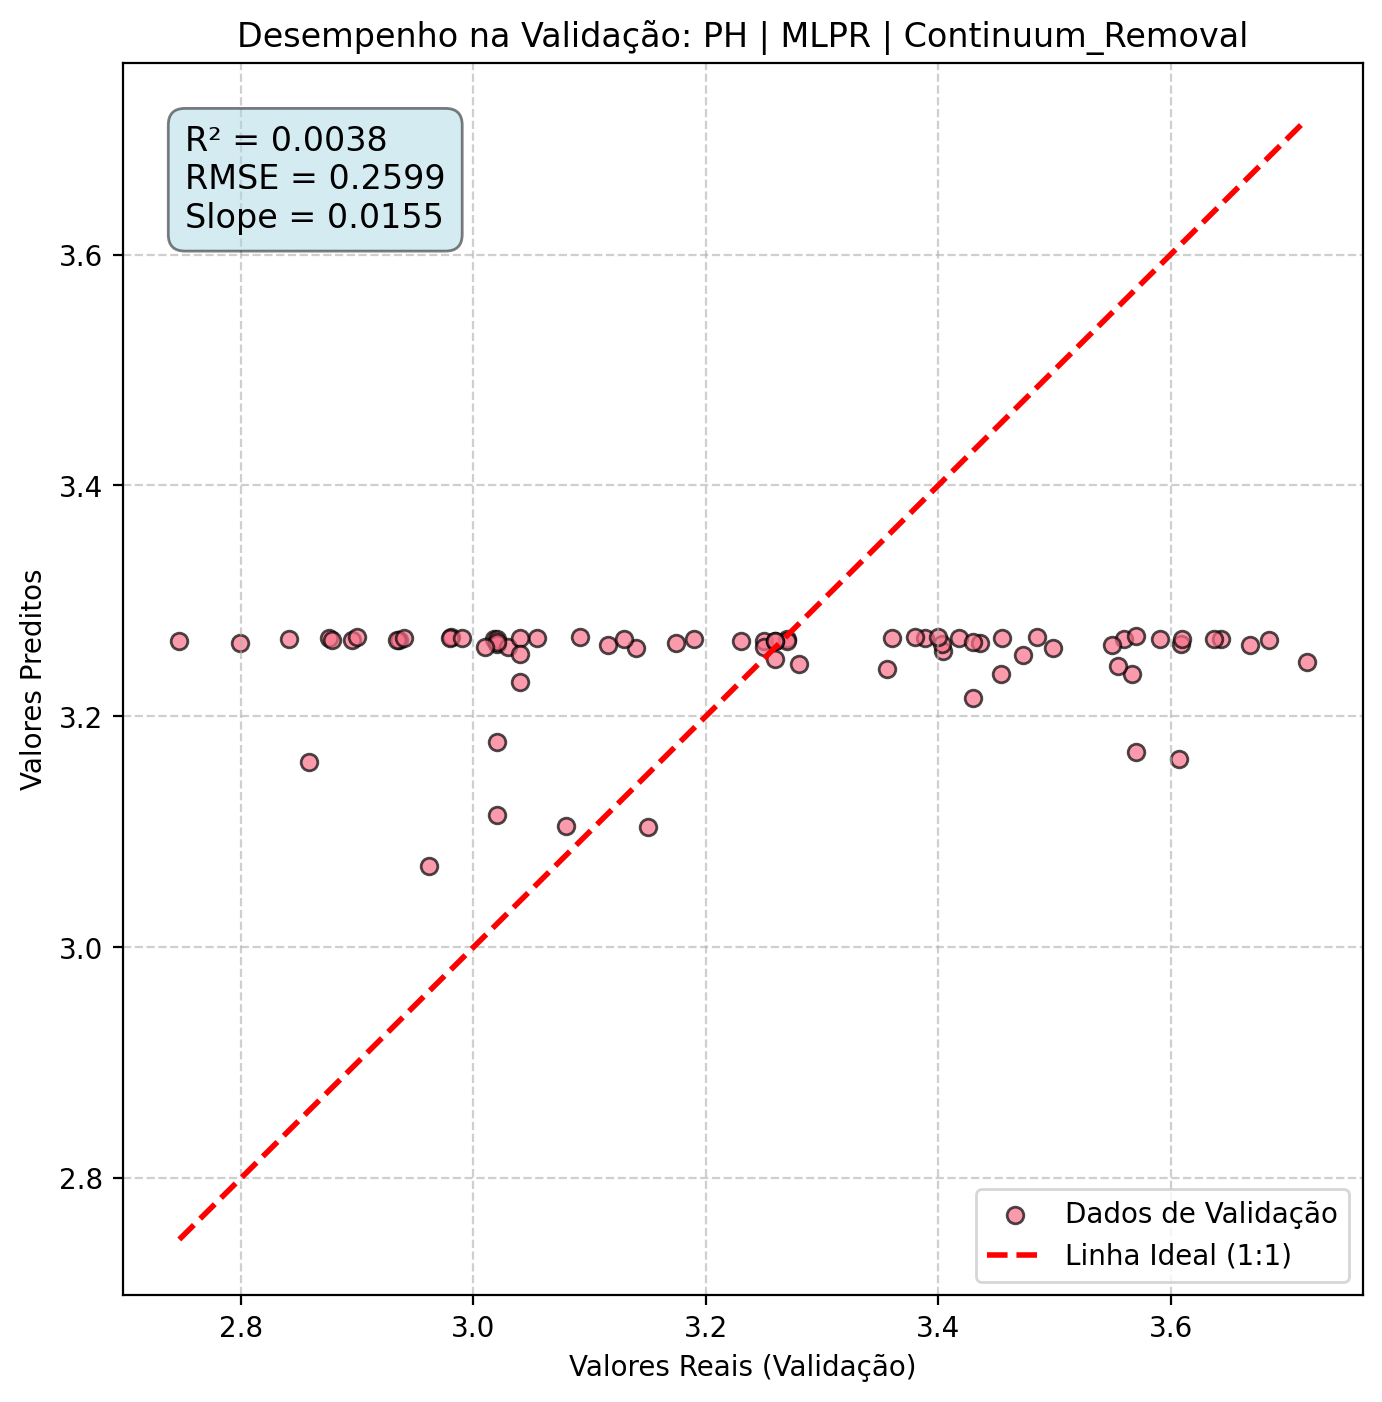 Desempenho na Validação: PH | MLPR | Continuum_Removal
R² = 0.0038
RMSE = 0.2599
Slope = 0.0155
3.6
3.4
3.2
3.0
2.8
Valores Preditos
Dados de Validação
Linha Ideal (1:1)
2.8 3.0 3.2 3.4 3.6
Valores Reais (Validação)